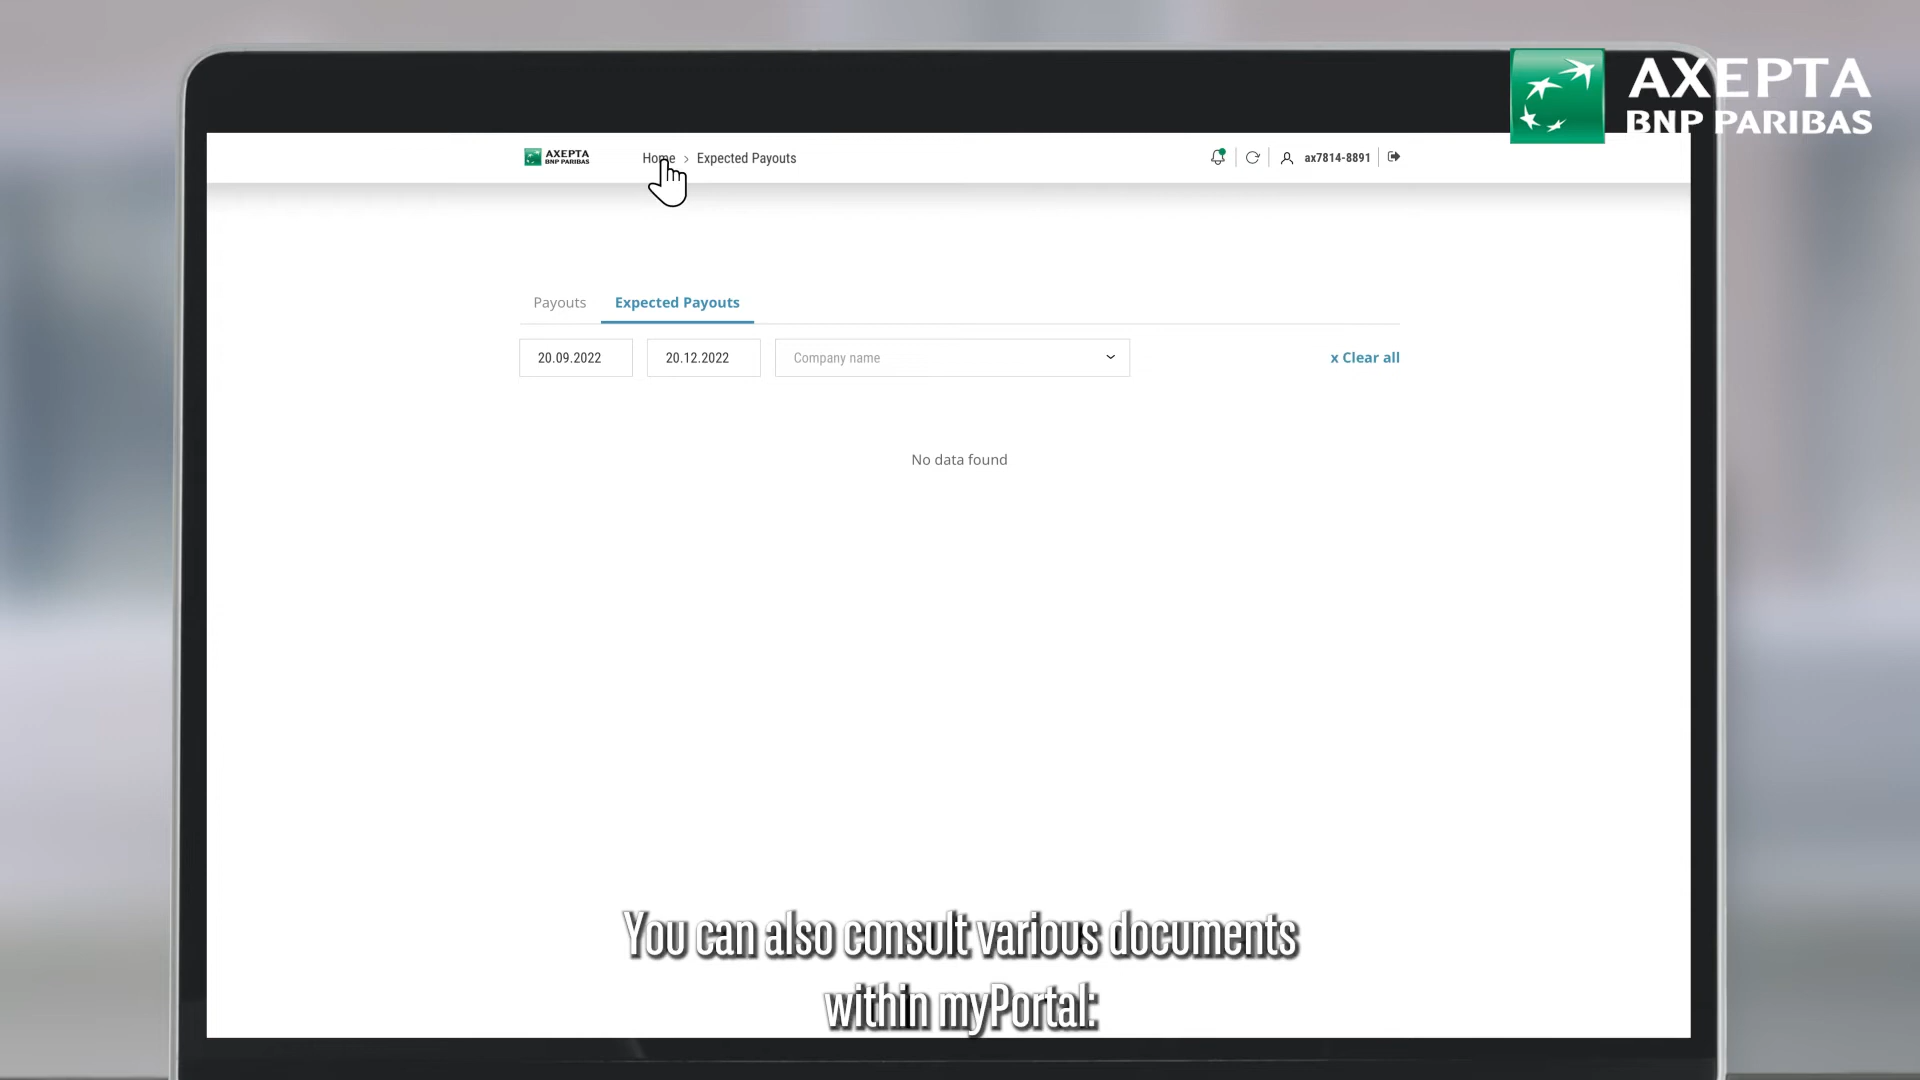 AXEPTA
BNP PARIBAS
AXEPTA
BNP PARIBAS
Home > Expected Payouts
ax7814-8891
Payouts
Expected Payouts
20.09.2022
20.12.2022
Company name
x Clear all
No data found
You can also consult various documents
within myPortal: